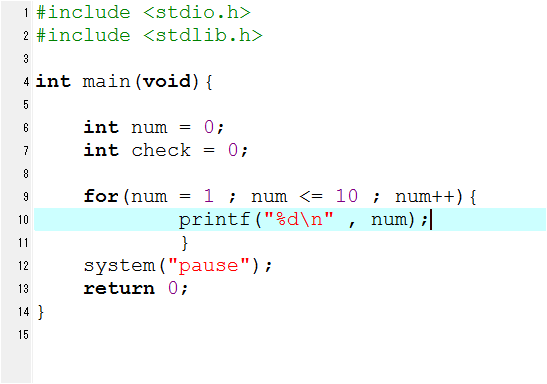 1 #include <stdio.h>
2 #include <stdlib.h>
3
4 int main(void){
5
6     int num = 0;
7     int check = 0;
8
9     for(num = 1 ; num <= 10 ; num++){
10             printf("%d\n" , num);
11             }
12     system("pause");
13     return 0;
14 }
15